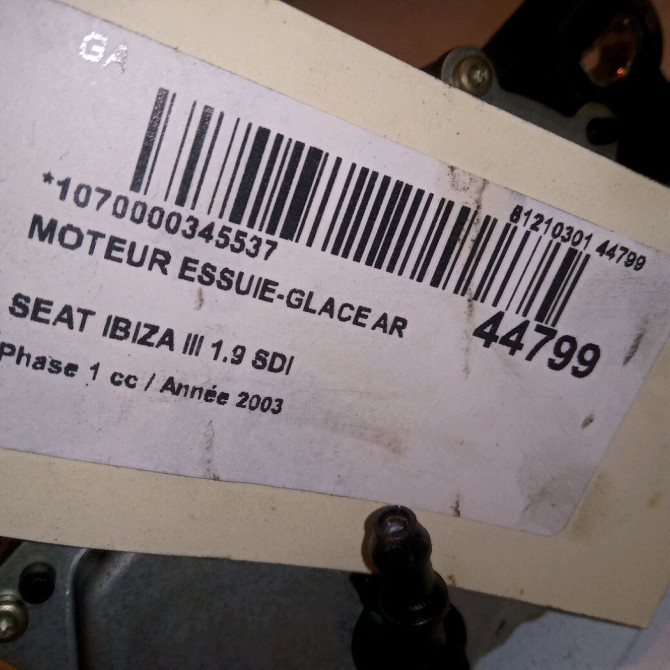 GA
*1070000345537
81210301 44799
MOTEUR ESSUIE-GLACE AR
44799
SEAT IBIZA III 1.9 SDI
Phase 1 cc / Année 2003